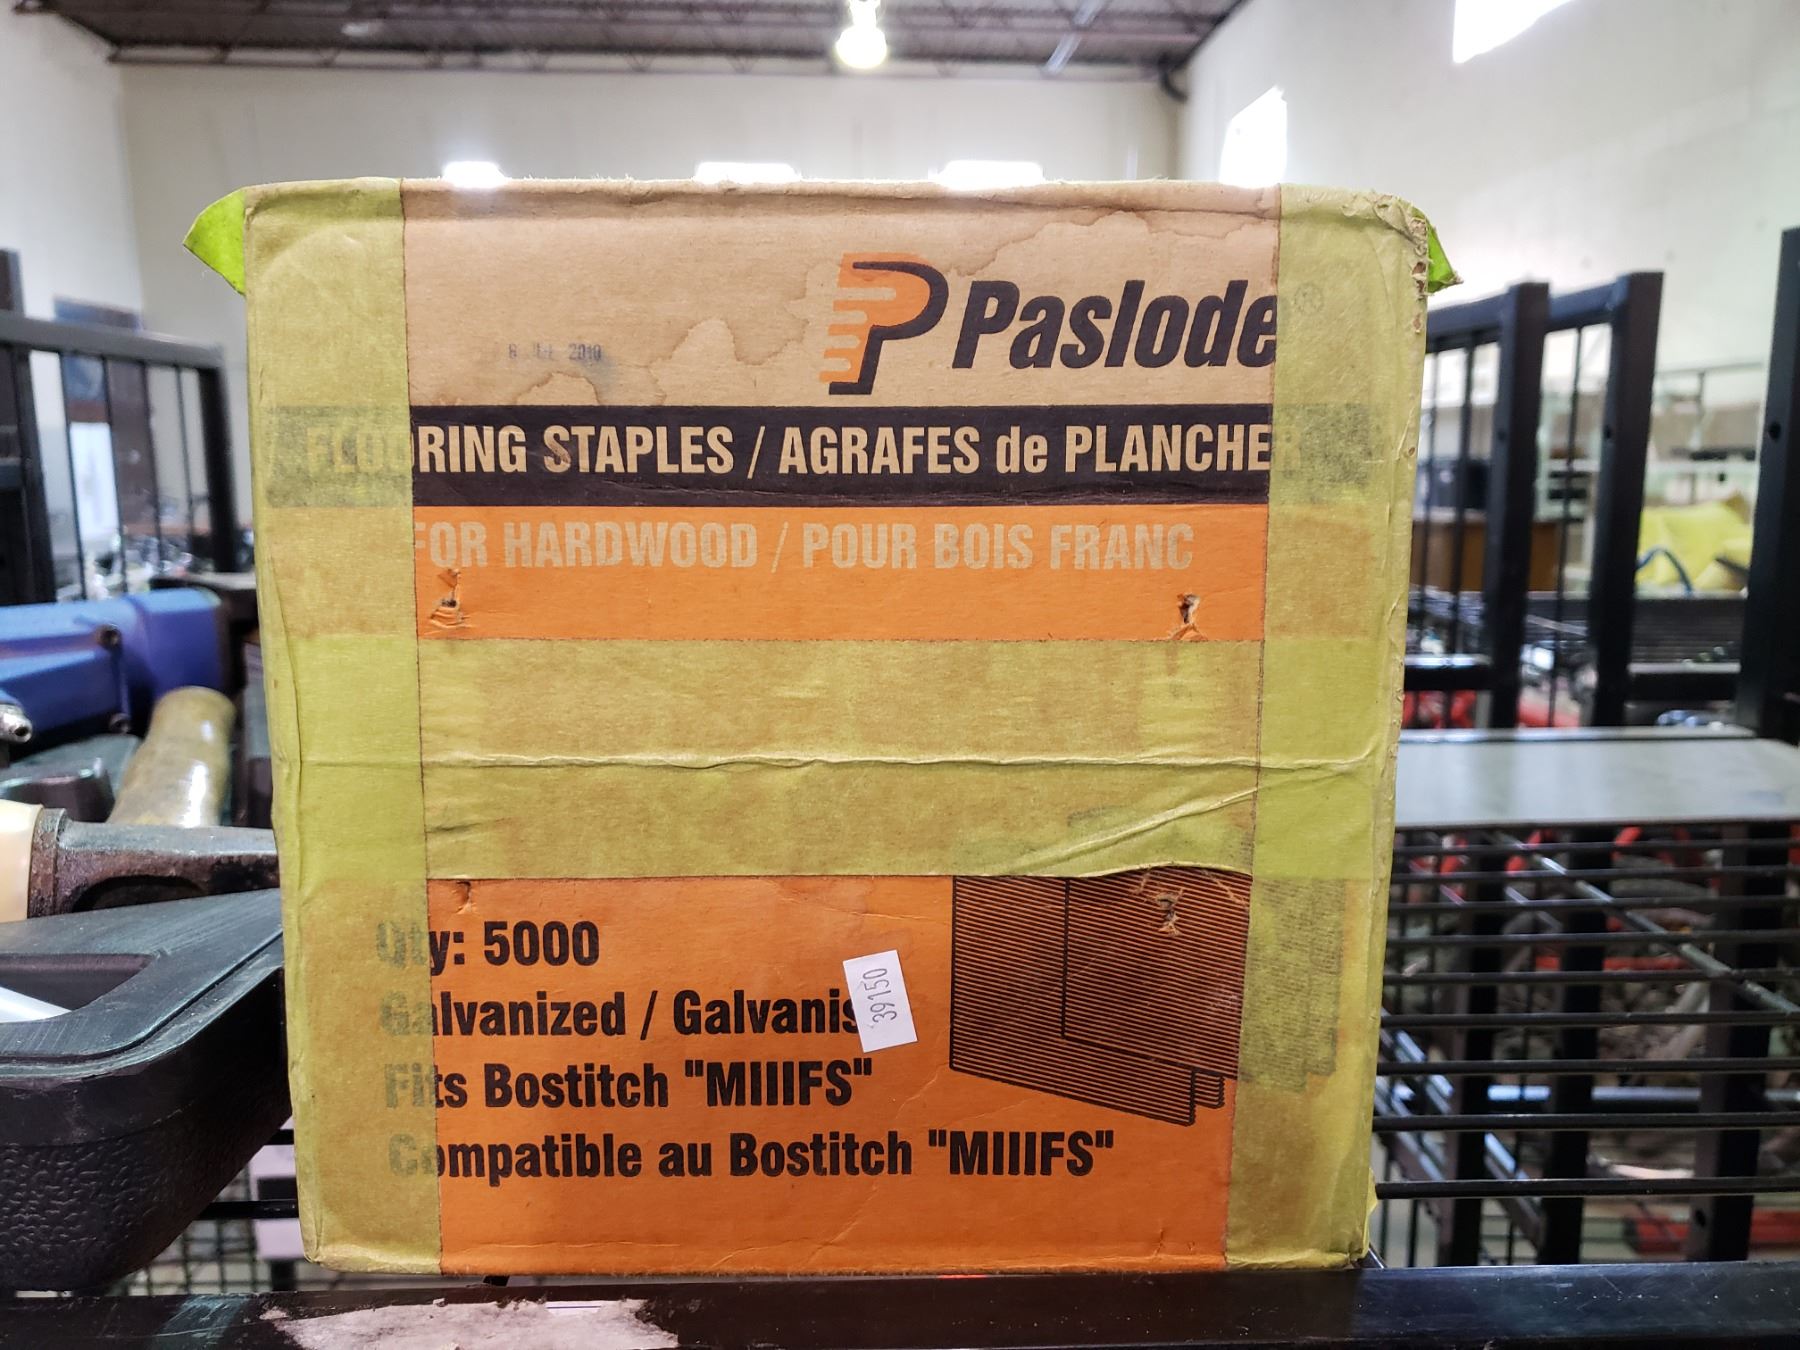 Paslode®
8 JUL 2010
FLOORING STAPLES / AGRAFES de PLANCHER
FOR HARDWOOD / POUR BOIS FRANC
Qty: 5000
Galvanized / Galvanis
39150
Fits Bostitch "MIIIFS"
Compatible au Bostitch "MIIIFS"